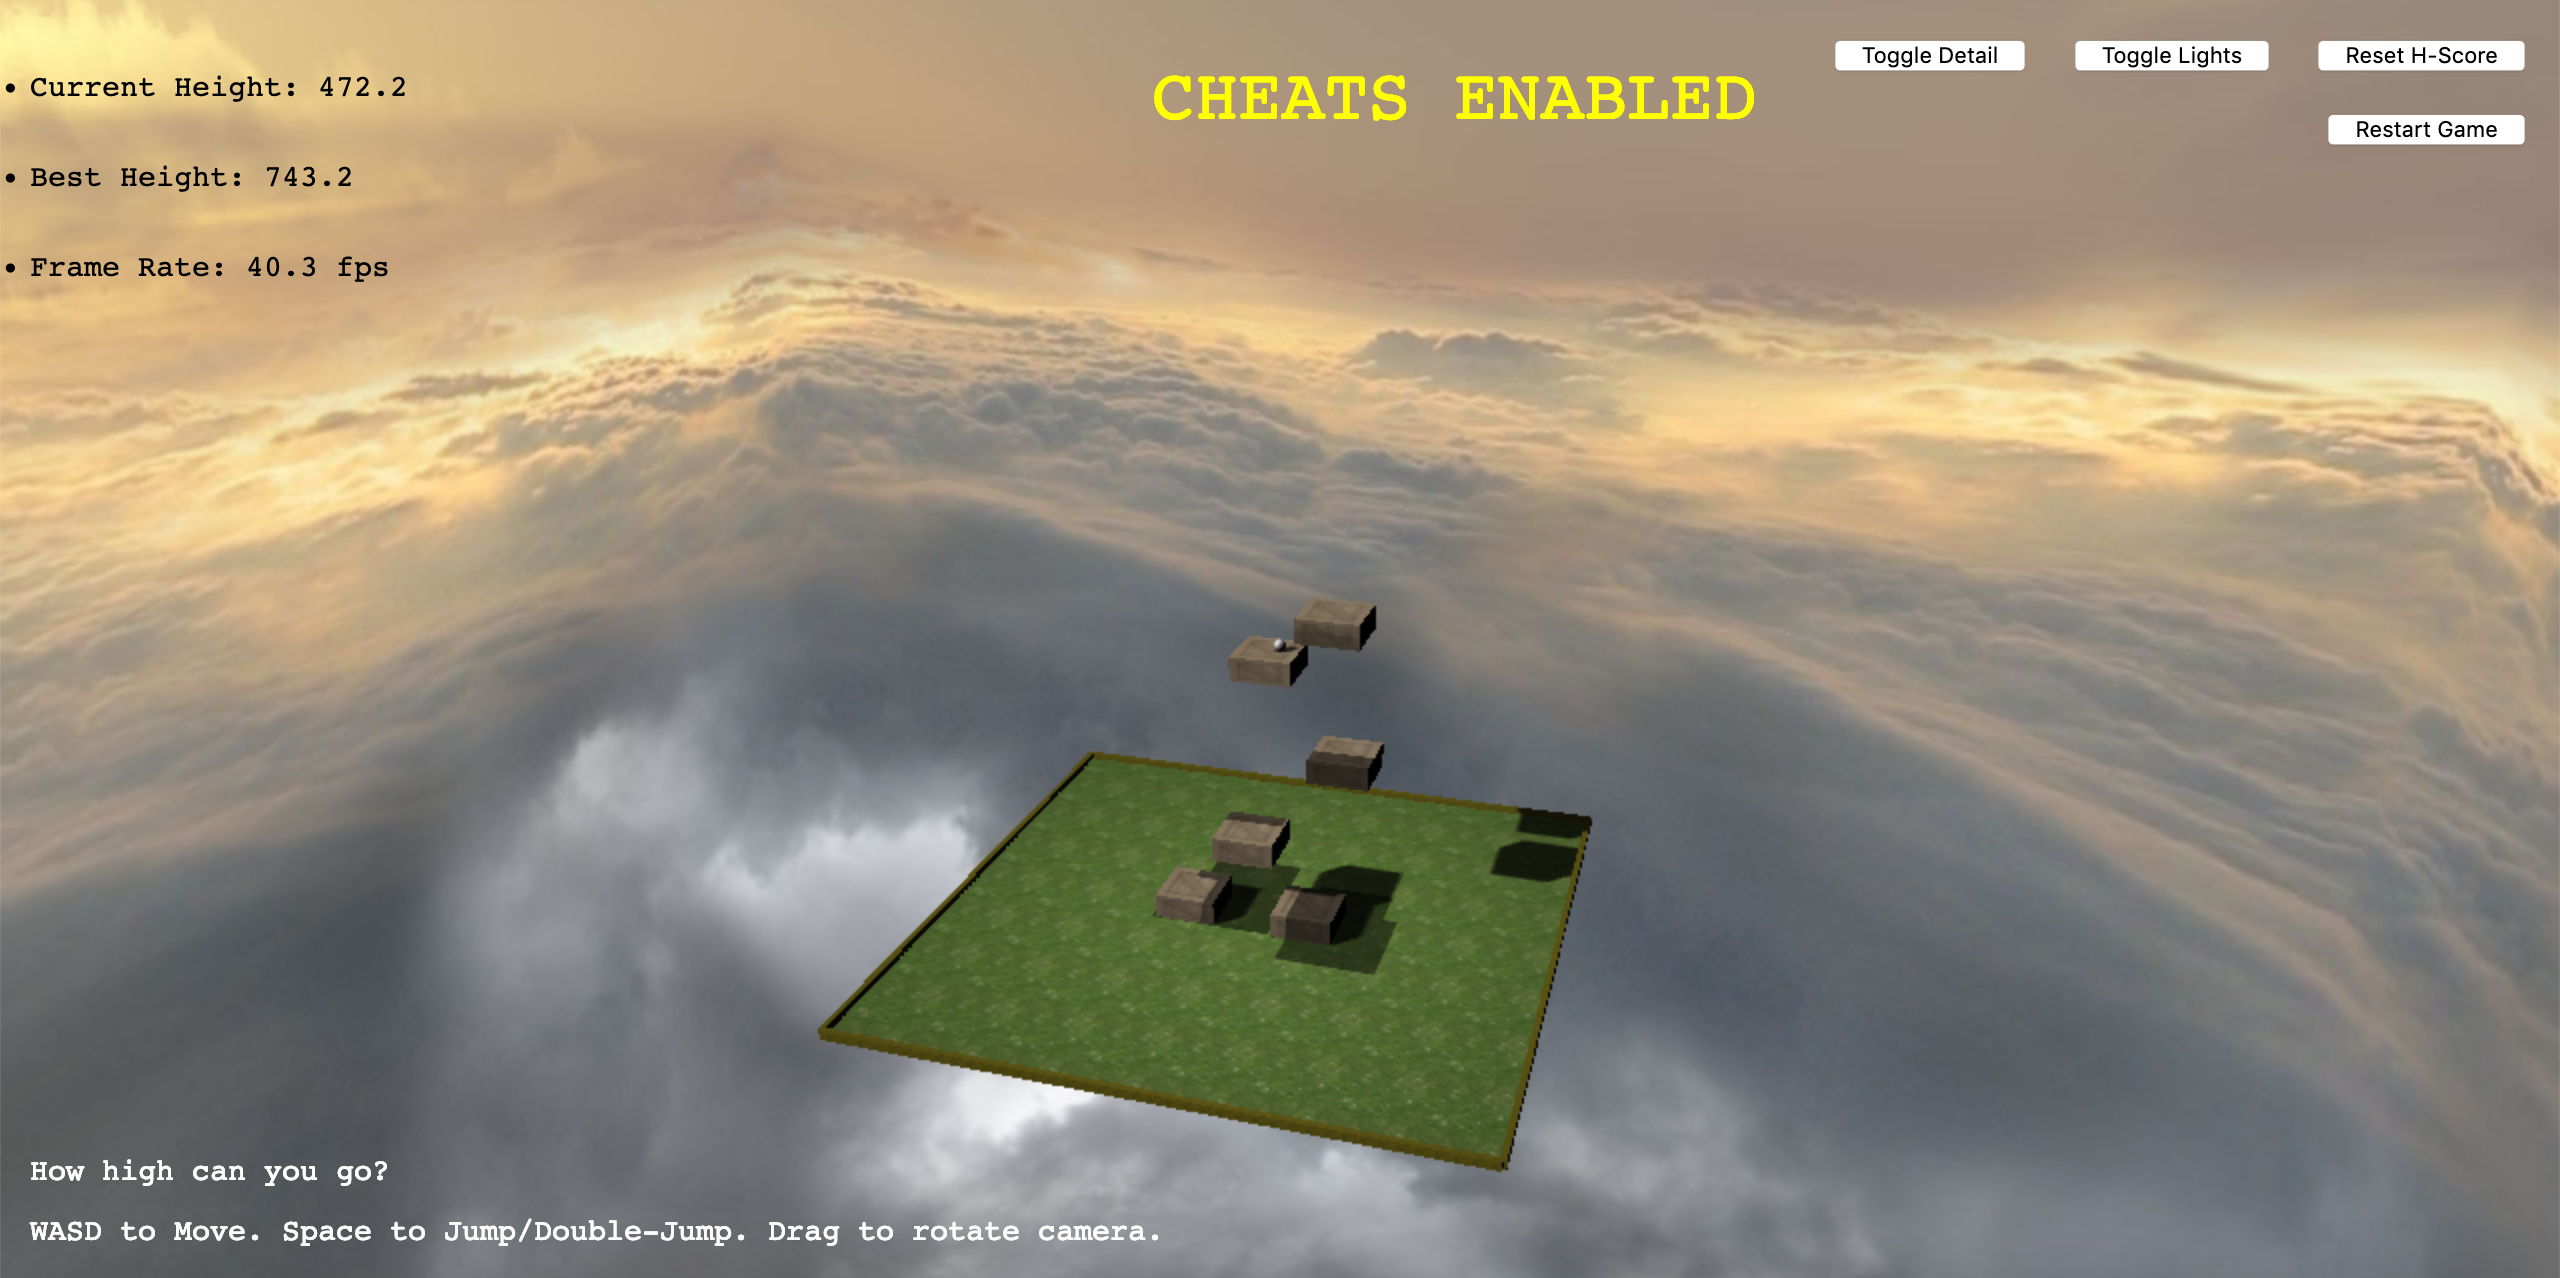 Current Height: 472.2
Best Height: 743.2
Frame Rate: 40.3 fps
CHEATS ENABLED
Toggle Detail
Toggle Lights
Reset H-Score
Restart Game
How high can you go?
WASD to Move. Space to Jump/Double-Jump. Drag to rotate camera.